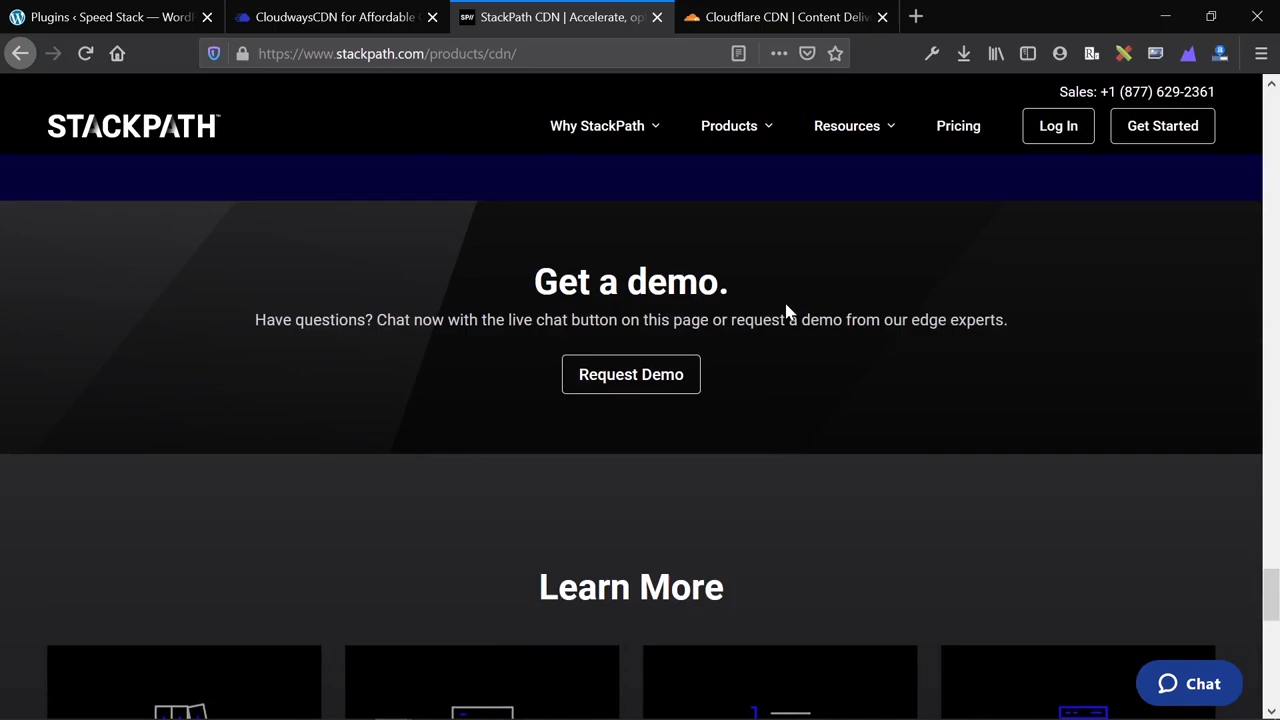 Plugins ‹ Speed Stack — WordP
CloudwaysCDN for Affordable
SP// StackPath CDN | Accelerate, op
Cloudflare CDN | Content Deliv
https://www.stackpath.com/products/cdn/
Sales: +1 (877) 629-2361
STACKPATH
Why StackPath
Products
Resources
Pricing
Log In
Get Started
Get a demo.
Have questions? Chat now with the live chat button on this page or request a demo from our edge experts.
Request Demo
Learn More
Chat